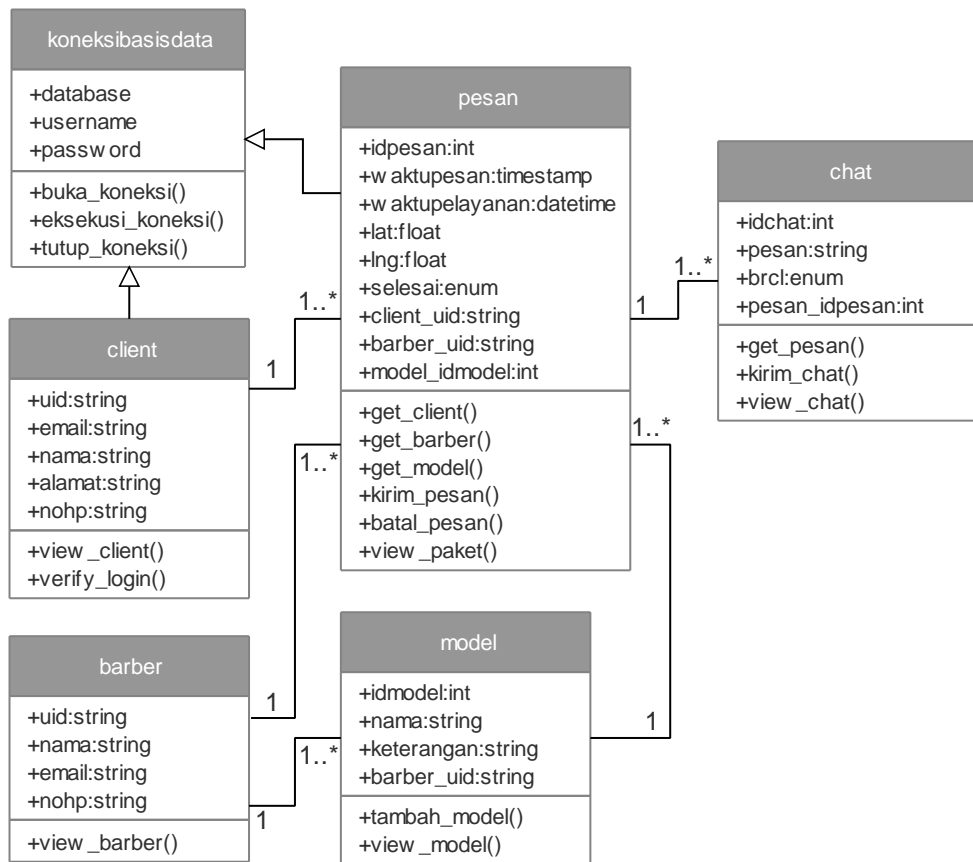 koneksibasisdata
+database
+username
+password
+buka_koneksi()
+eksekusi_koneksi()
+tutup_koneksi()
pesan
+idpesan:int
+waktupesan:timestamp
+waktupelayanan:datetime
+lat:float
+lng:float
+selesai:enum
+client_uid:string
+barber_uid:string
+model_idmodel:int
+get_client()
+get_barber()
+get_model()
+kirim_pesan()
+batal_pesan()
+view_paket()
chat
+idchat:int
+pesan:string
+brcl:enum
+pesan_idpesan:int
+get_pesan()
+kirim_chat()
+view_chat()
1..*
1
1..*
1
client
+uid:string
+email:string
+nama:string
+alamat:string
+nohp:string
+view_client()
+verify_login()
1..*
1..*
1
1
barber
+uid:string
+nama:string
+email:string
+nohp:string
+view_barber()
1..*
1
model
+idmodel:int
+nama:string
+keterangan:string
+barber_uid:string
+tambah_model()
+view_model()